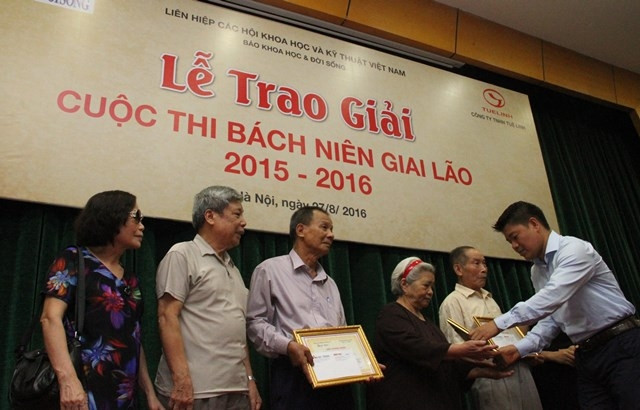 LIÊN HIỆP CÁC HỘI KHOA HỌC VÀ KỸ THUẬT VIỆT NAM
BÁO KHOA HỌC & ĐỜI SỐNG
Lễ Trao Giải
TUELINH
CÔNG TY TNHH TUỆ LINH
CUỘC THI BÁCH NIÊN GIAI LÃO
2015 - 2016
Hà Nội, ngày 27/8/ 2016